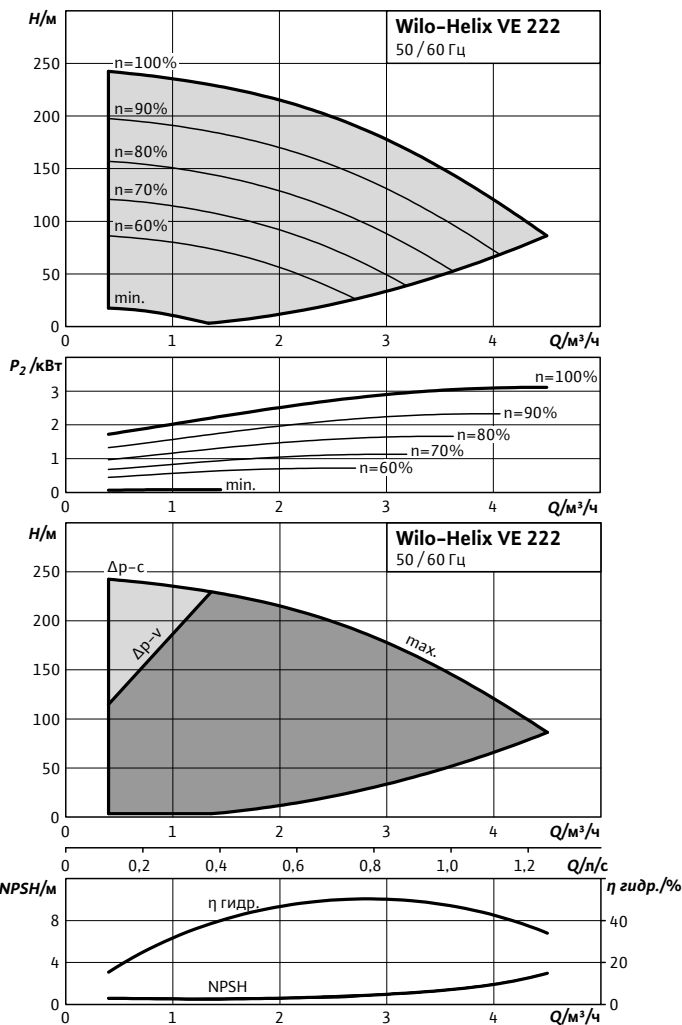 H/м
Wilo-Helix VE 222
50/60 Гц
n=100%
250
n=90%
200
n=80%
150
n=70%
100
n=60%
50
min.
0
0 1 2 3 4 Q/м³/ч
P2/кВт
n=100%
3
n=90%
2
n=80%
n=70%
1
n=60%
min.
0
0 1 2 3 4 Q/м³/ч
H/м
Wilo-Helix VE 222
50/60 Гц
Δp-c
250
200
Δp-v
max.
150
100
50
0
0 1 2 3 4 Q/м³/ч
0 0,2 0,4 0,6 0,8 1,0 1,2 Q/л/с
NPSH/м
η гидр./%
η гидр.
8 40
4 20
NPSH
0 0
0 1 2 3 4 Q/м³/ч